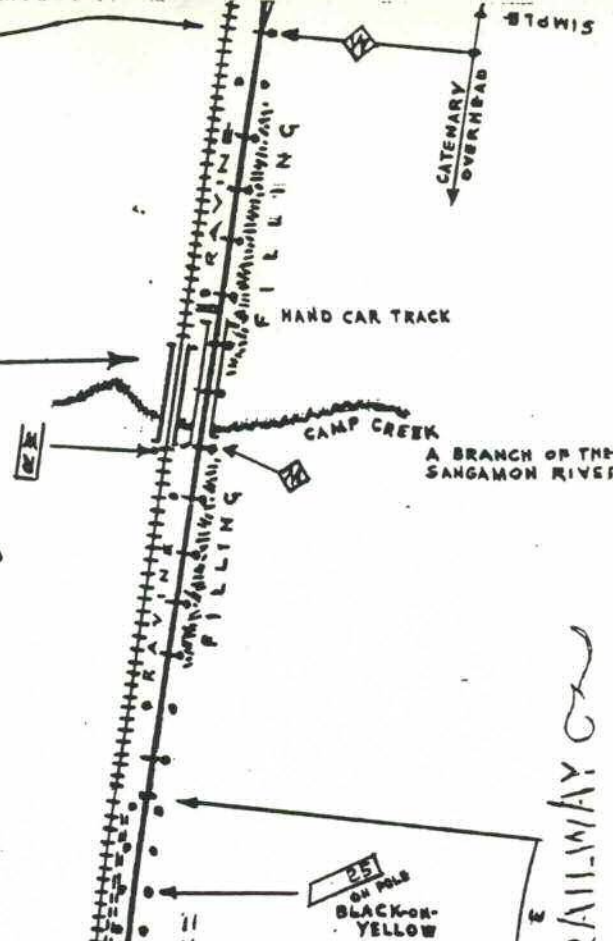 SIMPLE
CATENARY
OVERHEAD
RAVINE
FILLING
HAND CAR TRACK
CAMP CREEK
A BRANCH OF THE
SANGAMON RIVER
RAVINE
FILLING
25
ON POLE
BLACK-ON-
YELLOW
RAILWAY